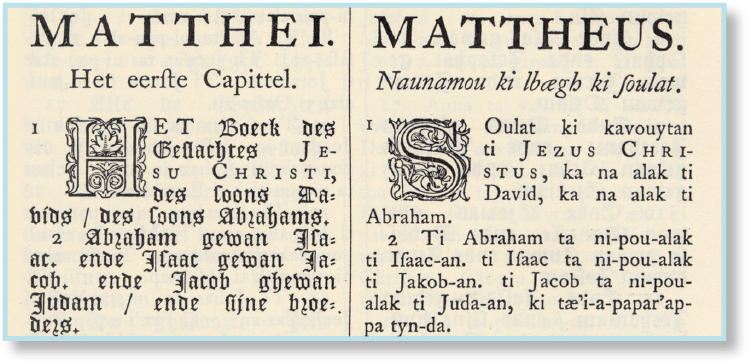 MATTHEI.
Het eerſte Capittel.
1 HET Boeck des
Geſlachtes JE-
SU CHRISTI,
des ſoons Da-
vids / des ſoons Abꝛahams.
2 Abꝛaham gewan Iſa-
ac. ende Iſaac gewan Ja-
cob. ende Jacob ghewan
Judam / ende ſijne bꝛoe-
ders.
MATTHEUS.
Naunamou ki lbægh ki ſoulat.
1 SOulat ki kavouytan
ti JEZUS CHRI-
STUS, ka na alak ti
David, ka na alak ti
Abraham.
2 Ti Abraham ta ni-pou-alak
ti Iſaac-an. ti Iſaac ta ni-pou-alak
ti Jakob-an. ti Jacob ta ni-pou-
alak ti Juda-an, ki tæ'i-a-papar'ap-
pa tyn-da.